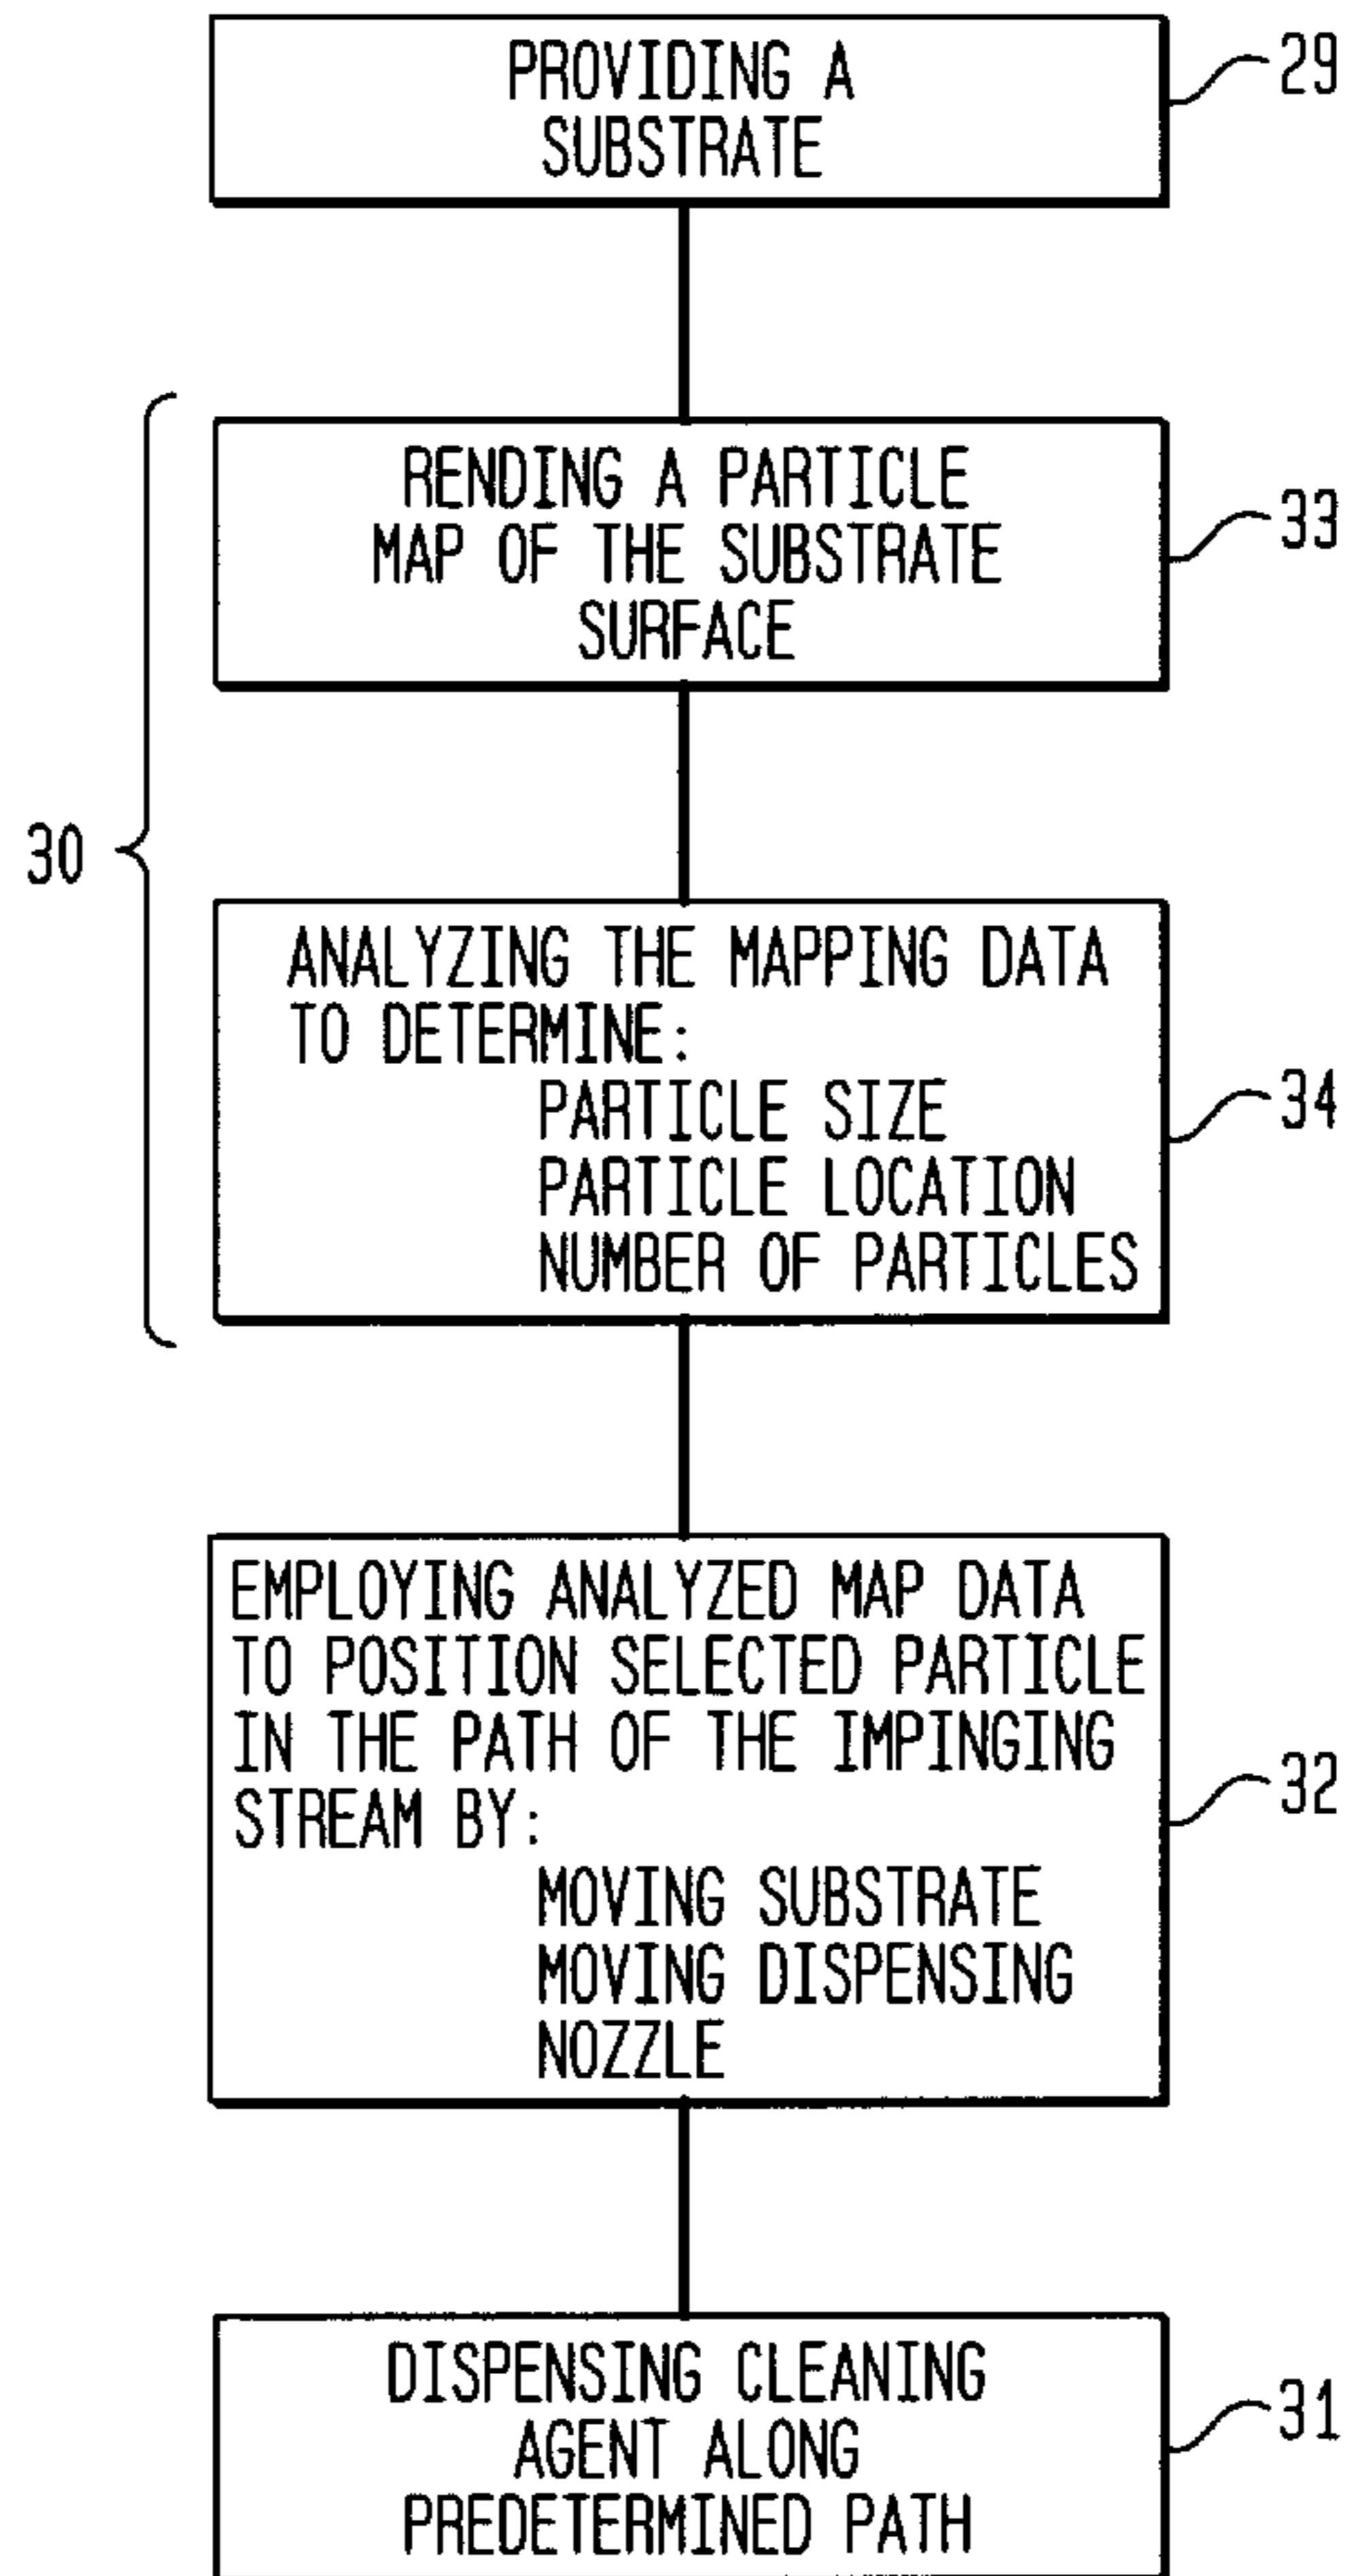 PROVIDING A
SUBSTRATE
29
RENDING A PARTICLE
MAP OF THE SUBSTRATE
SURFACE
33
30
ANALYZING THE MAPPING DATA
TO DETERMINE:
PARTICLE SIZE
PARTICLE LOCATION
NUMBER OF PARTICLES
34
EMPLOYING ANALYZED MAP DATA
TO POSITION SELECTED PARTICLE
IN THE PATH OF THE IMPINGING
STREAM BY:
MOVING SUBSTRATE
MOVING DISPENSING
NOZZLE
32
DISPENSING CLEANING
AGENT ALONG
PREDETERMINED PATH
31